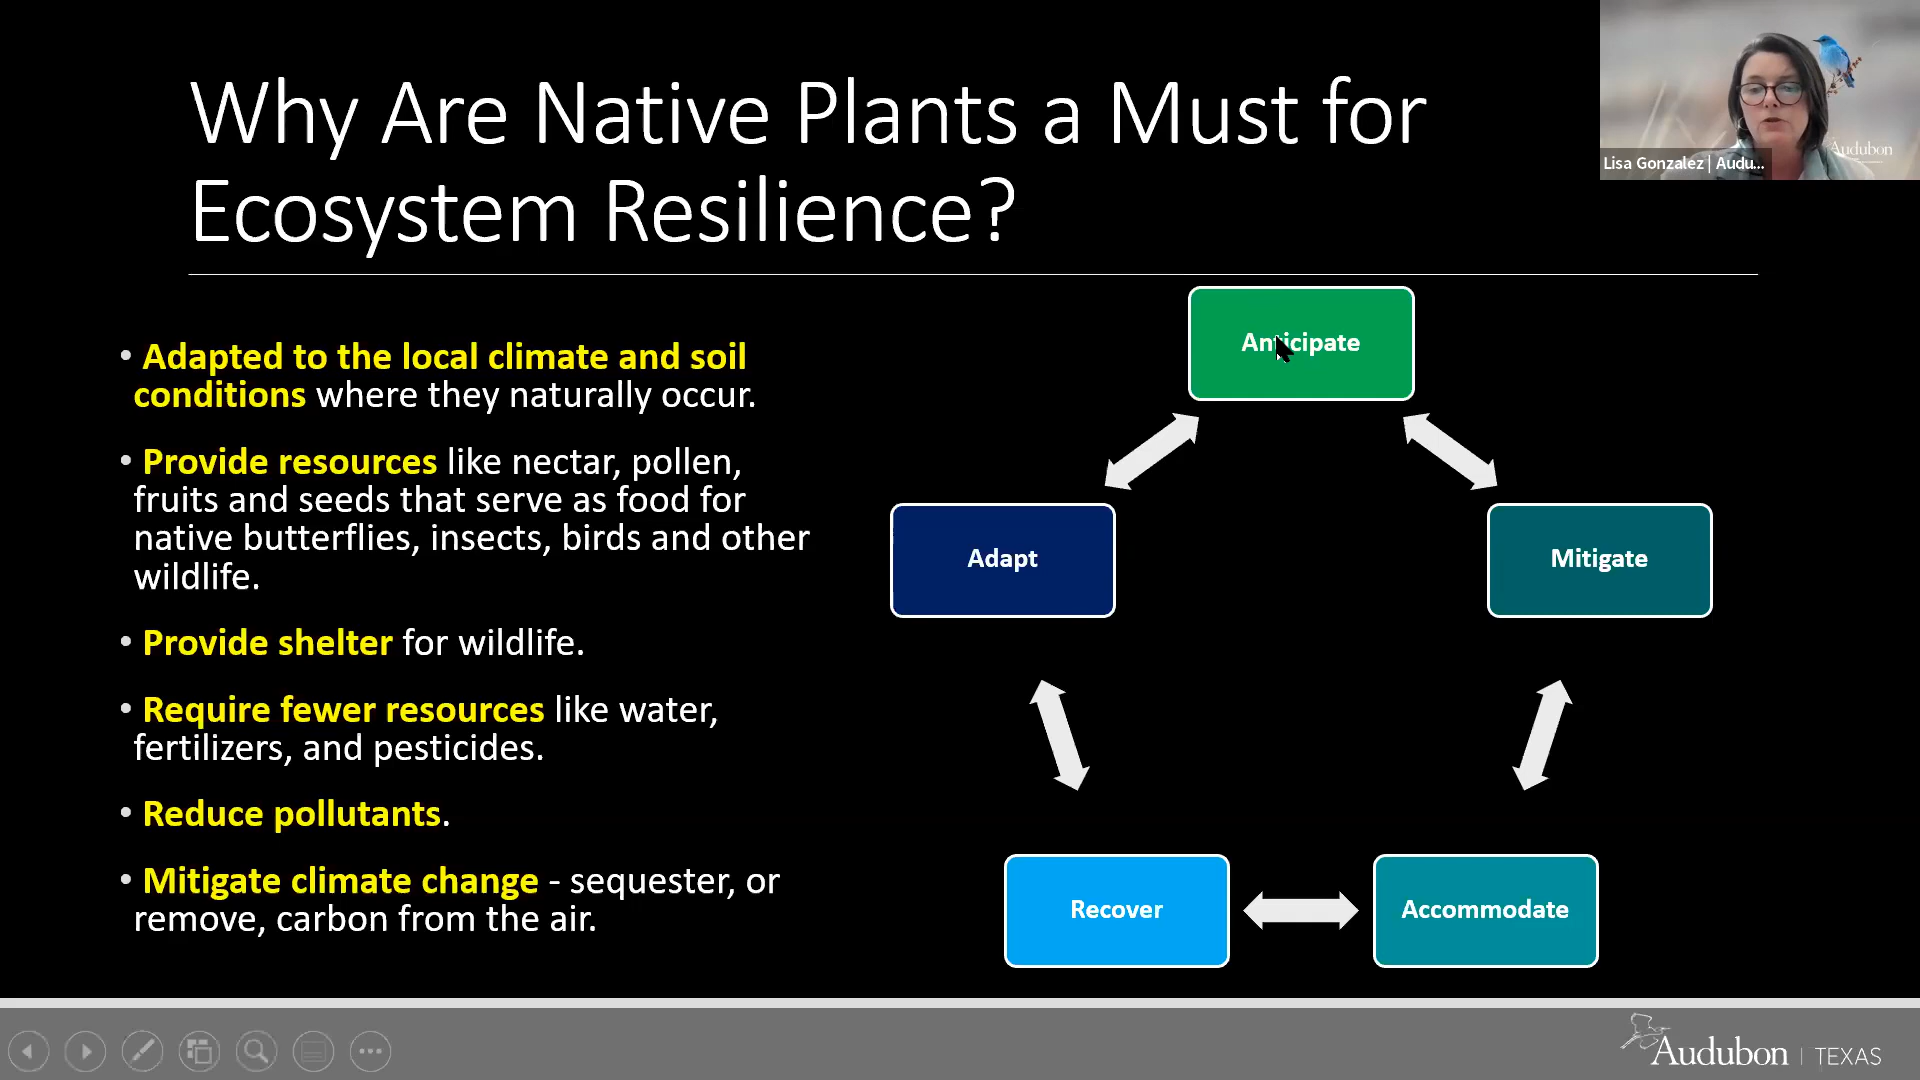 Why Are Native Plants a Must for
Ecosystem Resilience?
Lisa Gonzalez | Audu...
Audubon
• Adapted to the local climate and soil
conditions where they naturally occur.
• Provide resources like nectar, pollen,
fruits and seeds that serve as food for
native butterflies, insects, birds and other
wildlife.
• Provide shelter for wildlife.
• Require fewer resources like water,
fertilizers, and pesticides.
• Reduce pollutants.
• Mitigate climate change - sequester, or
remove, carbon from the air.
Anticipate
Adapt
Mitigate
Recover
Accommodate
Audubon | TEXAS